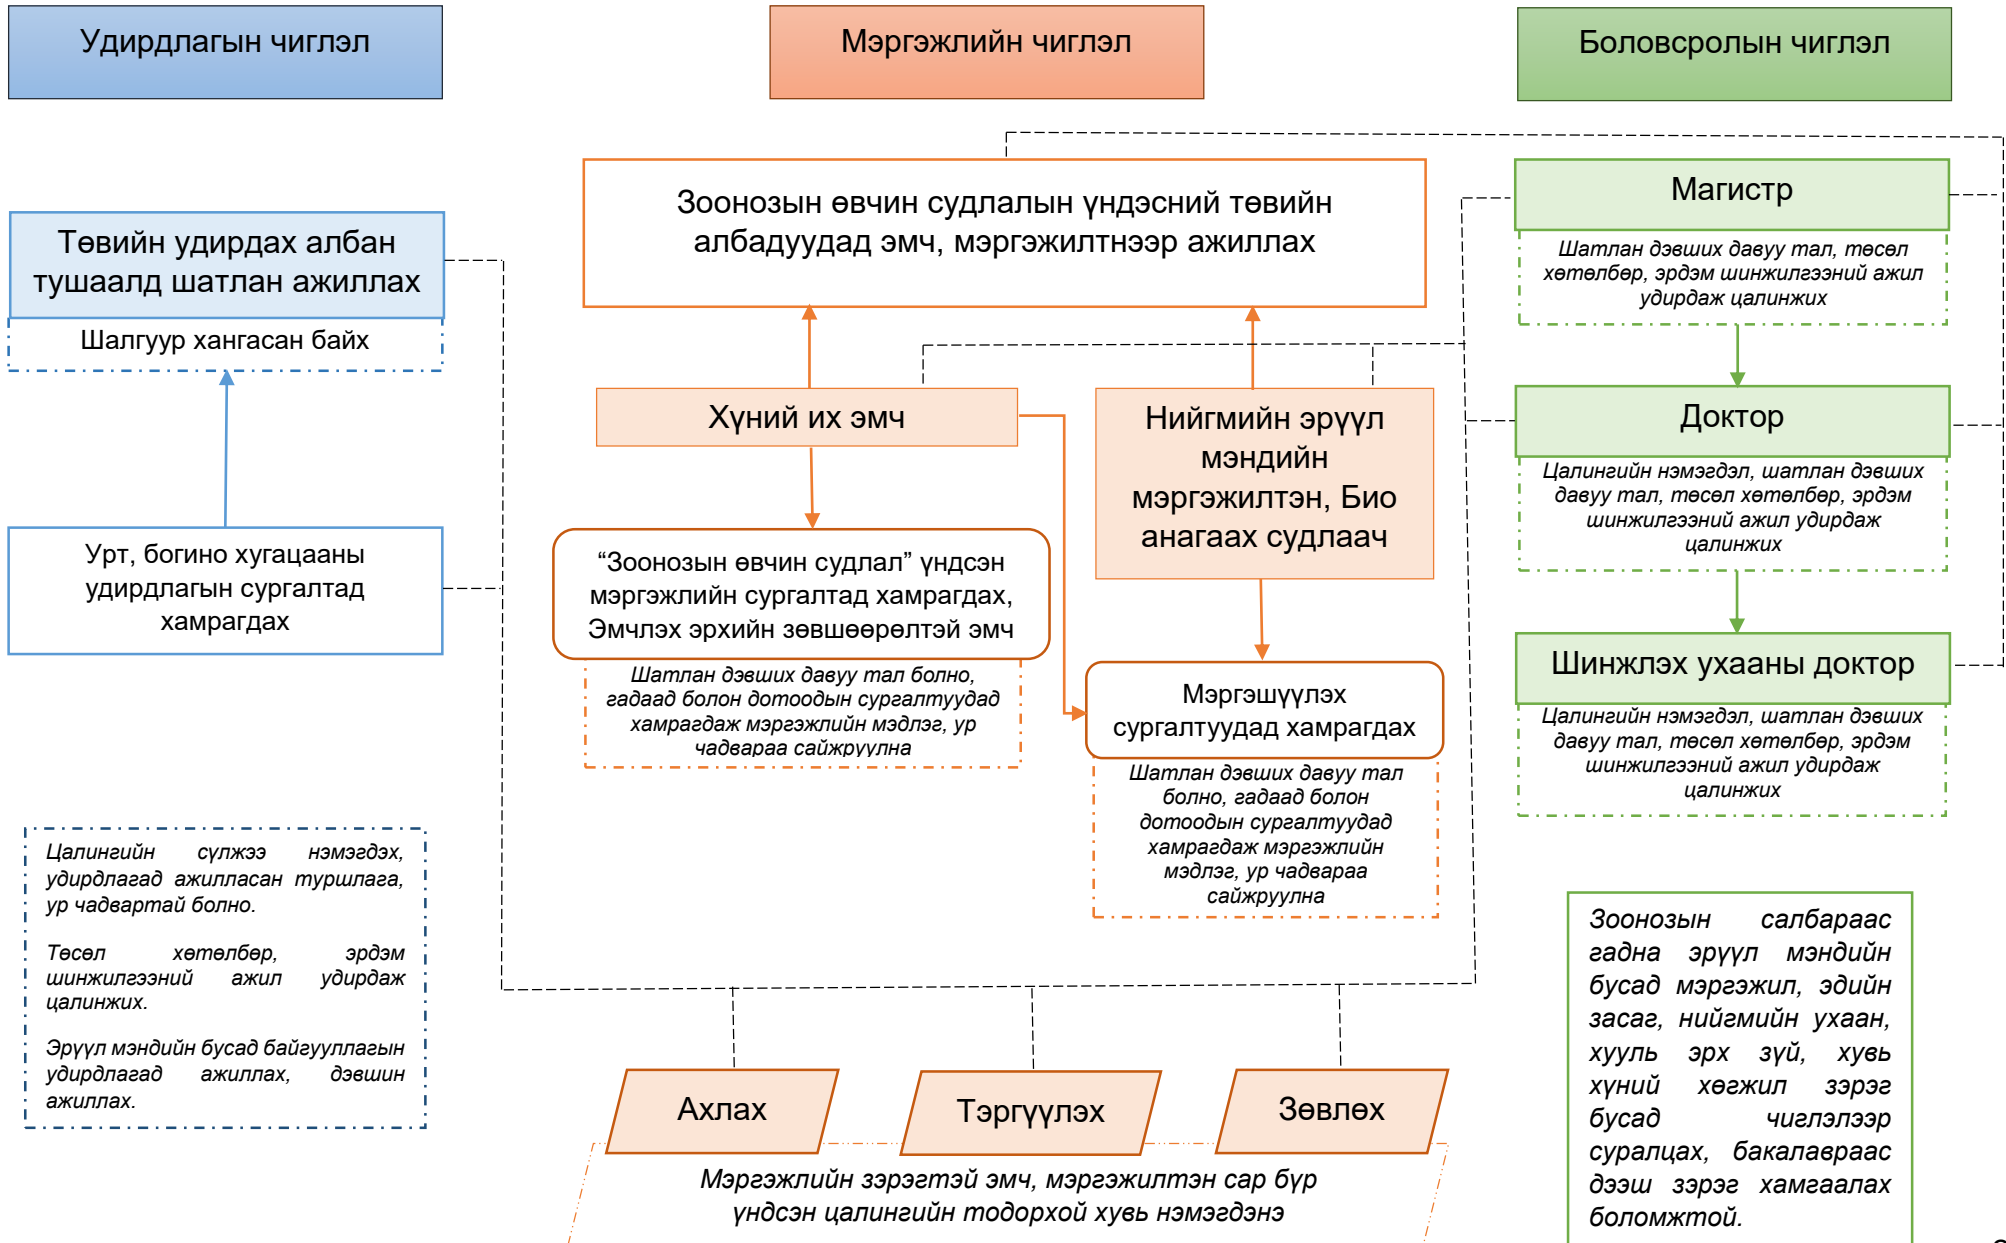 Удирдлагын чиглэл
Мэргэжлийн чиглэл
Боловсролын чиглэл
Төвийн удирдах албан
тушаалд шатлан ажиллах
Шалгуур хангасан байх
Урт, богино хугацааны
удирдлагын сургалтад
хамрагдах
Цалингийн сүлжээ нэмэгдэх,
удирдлагад ажилласан туршлага,
ур чадвартай болно.
Төсөл хөтөлбөр, эрдэм
шинжилгээний ажил удирдаж
цалинжих.
Эрүүл мэндийн бусад байгууллагын
удирдлагад ажиллах, дэвшин
ажиллах.
Зоонозын өвчин судлалын үндэсний төвийн
албадуудад эмч, мэргэжилтнээр ажиллах
Хүний их эмч
Нийгмийн эрүүл
мэндийн
мэргэжилтэн, Био
анагаах судлаач
“Зоонозын өвчин судлал” үндсэн
мэргэжлийн сургалтад хамрагдах,
Эмчлэх эрхийн зөвшөөрөлтэй эмч
Шатлан дэвших давуу тал болно,
гадаад болон дотоодын сургалтуудад
хамрагдаж мэргэжлийн мэдлэг, ур
чадвараа сайжруулна
Мэргэшүүлэх
сургалтуудад хамрагдах
Шатлан дэвших давуу тал
болно, гадаад болон
дотоодын сургалтуудад
хамрагдаж мэргэжлийн
мэдлэг, ур чадвараа
сайжруулна
Ахлах
Тэргүүлэх
Зөвлөх
Мэргэжлийн зэрэгтэй эмч, мэргэжилтэн сар бүр
үндсэн цалингийн тодорхой хувь нэмэгдэнэ
Магистр
Шатлан дэвших давуу тал, төсөл
хөтөлбөр, эрдэм шинжилгээний ажил
удирдаж цалинжих
Доктор
Цалингийн нэмэгдэл, шатлан дэвших
давуу тал, төсөл хөтөлбөр, эрдэм
шинжилгээний ажил удирдаж
цалинжих
Шинжлэх ухааны доктор
Цалингийн нэмэгдэл, шатлан дэвших
давуу тал, төсөл хөтөлбөр, эрдэм
шинжилгээний ажил удирдаж
цалинжих
Зоонозын салбараас
гадна эрүүл мэндийн
бусад мэргэжил, эдийн
засаг, нийгмийн ухаан,
хууль эрх зүй, хувь
хүний хөгжил зэрэг
бусад чиглэлээр
суралцах, бакалавраас
дээш зэрэг хамгаалах
боломжтой.